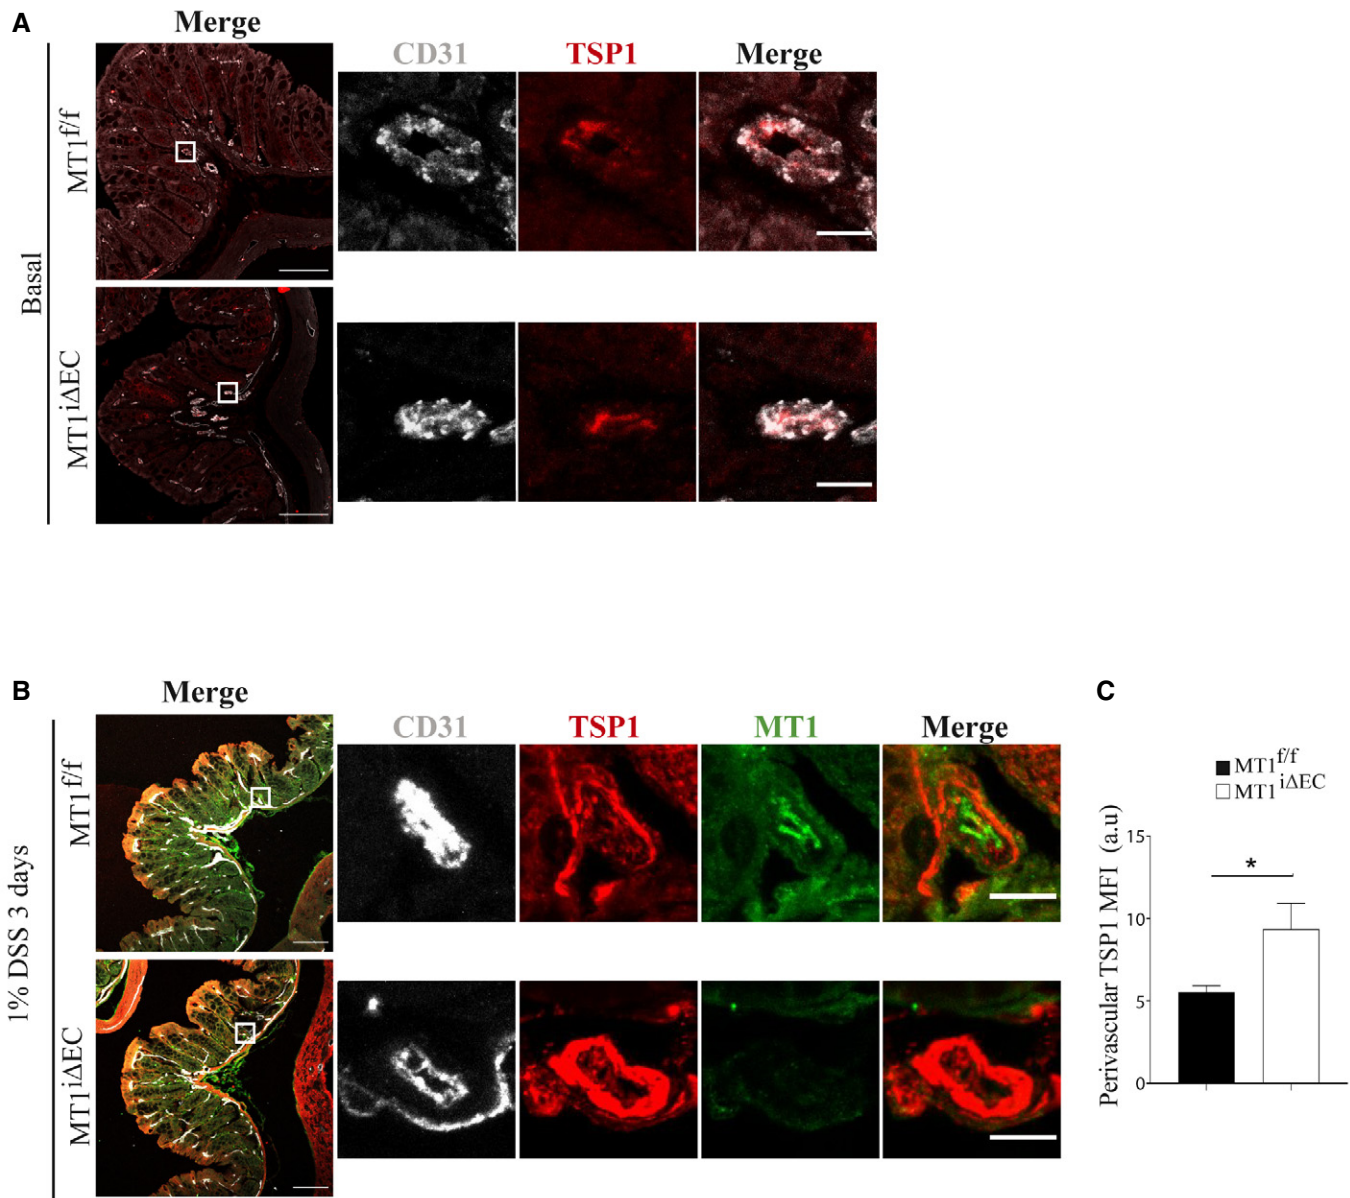 A
Merge
CD31
TSP1
Merge
Basal
MT1f/f
MT1iΔEC
B
Merge
CD31
TSP1
MT1
Merge
1% DSS 3 days
MT1f/f
MT1iΔEC
C
MT1f/f
MT1iΔEC
Perivascular TSP1 MFI (a.u)
15
*
10
5
0